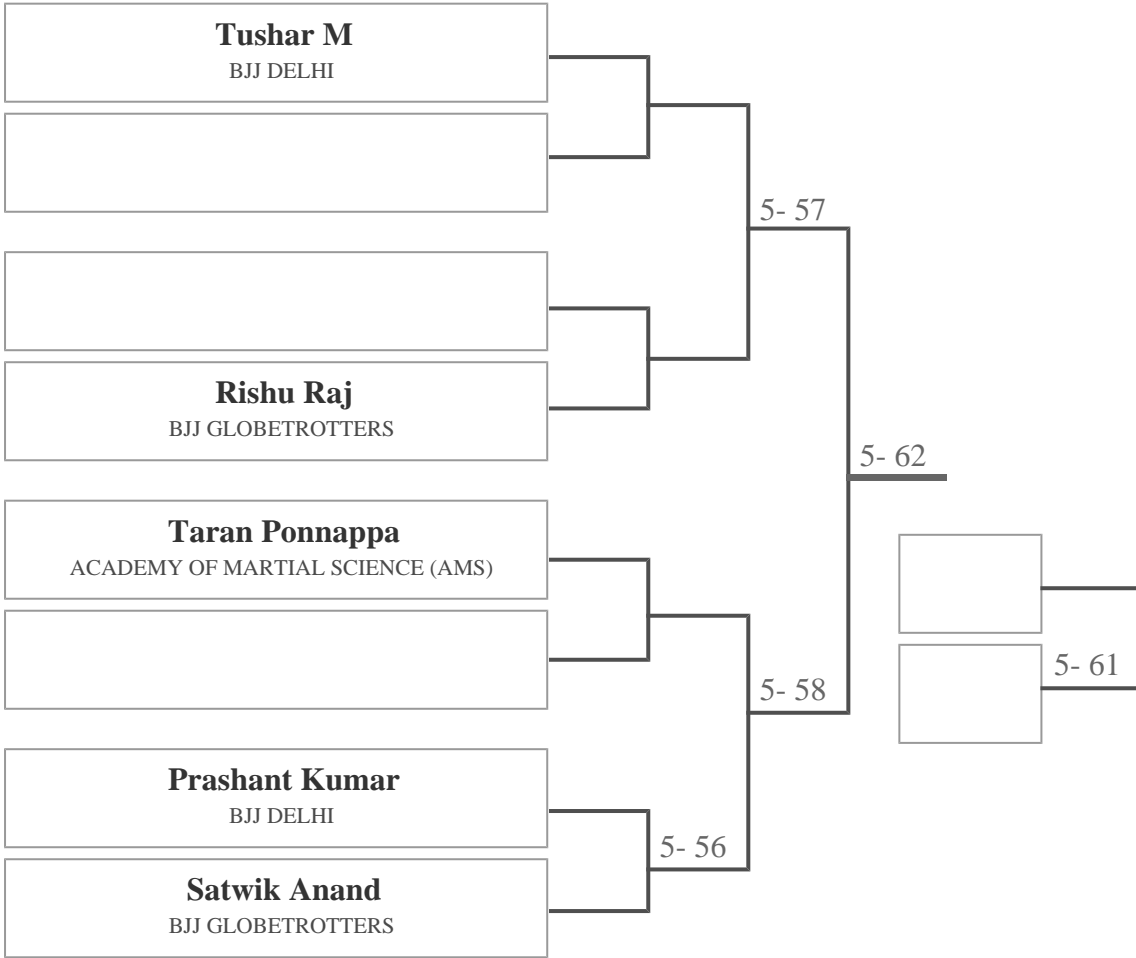 Tushar M
BJJ DELHI
5- 57
Rishu Raj
BJJ GLOBETROTTERS
5- 62
Taran Ponnappa
ACADEMY OF MARTIAL SCIENCE (AMS)
5- 61
5- 58
Prashant Kumar
BJJ DELHI
5- 56
Satwik Anand
BJJ GLOBETROTTERS